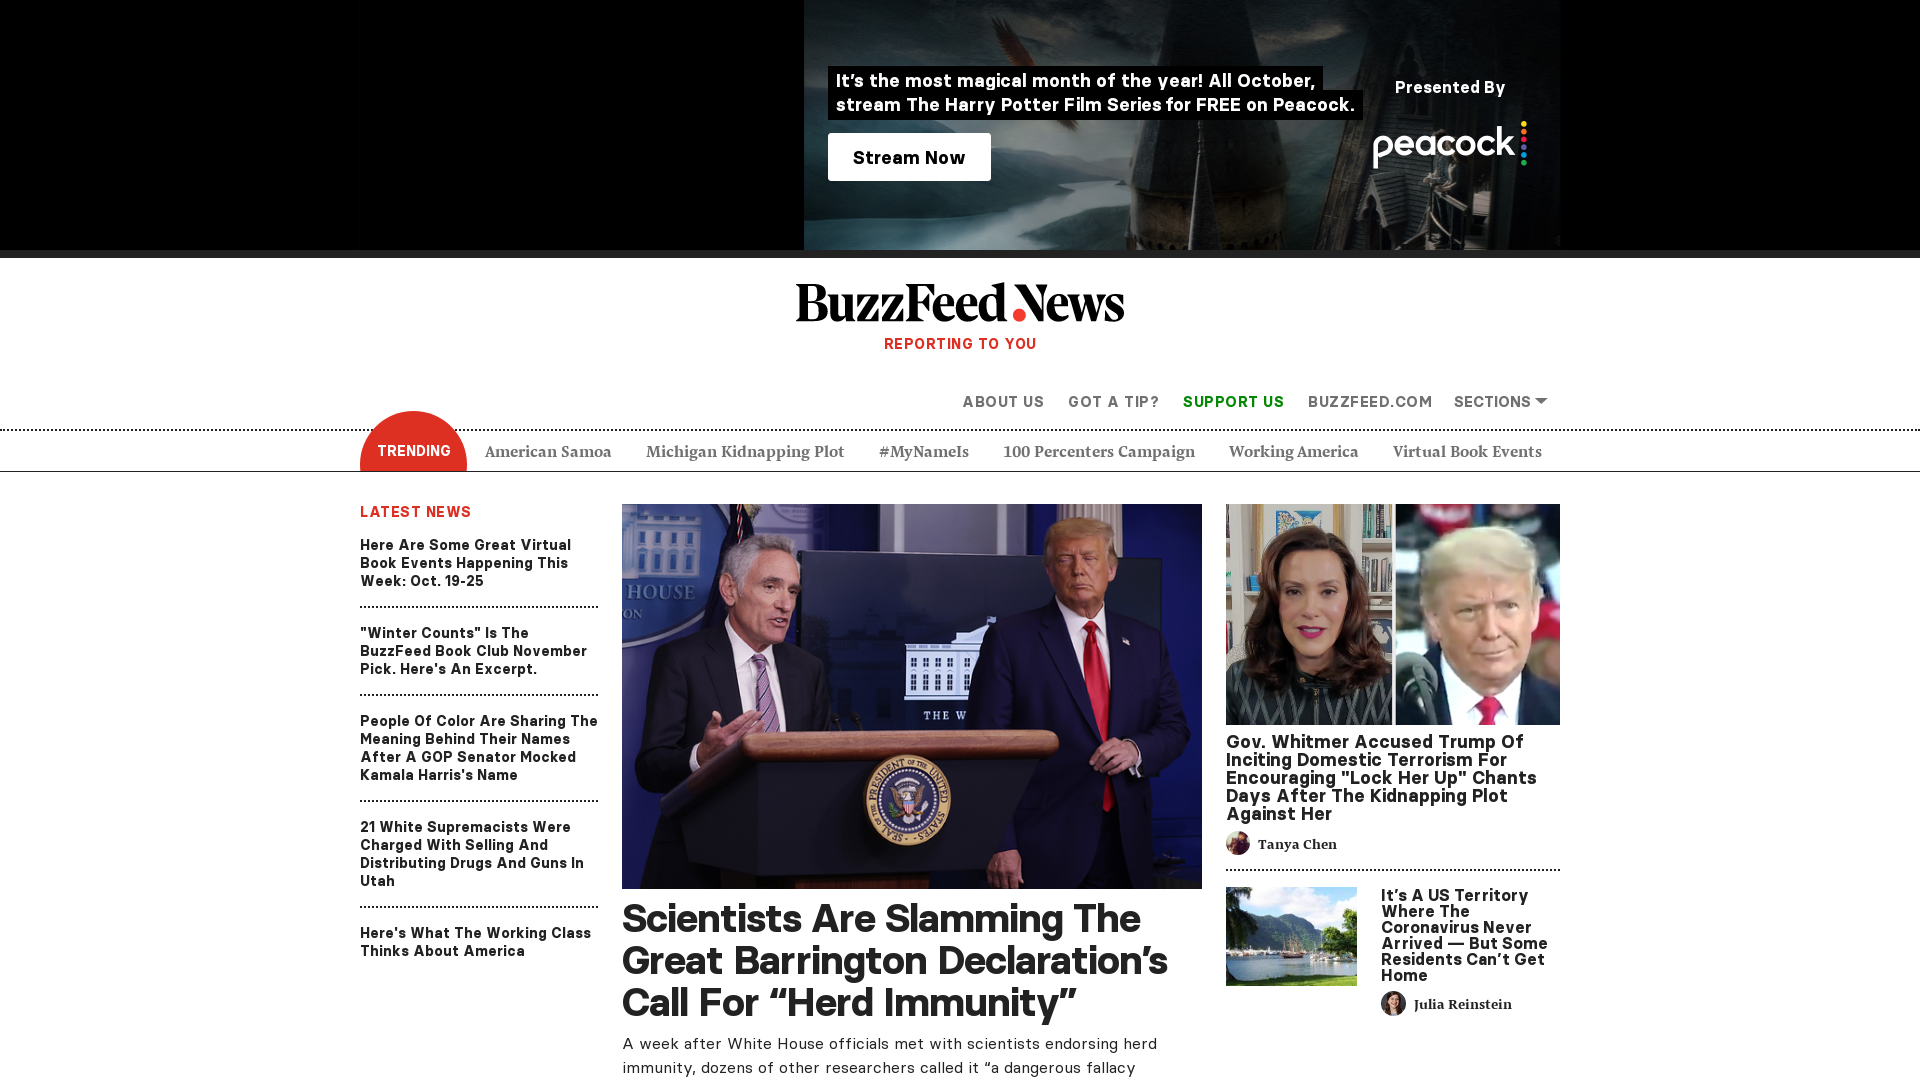 It's the most magical month of the year! All October,
stream The Harry Potter Film Series for FREE on Peacock.
Stream Now
Presented By
peacock
BuzzFeed News
REPORTING TO YOU
ABOUT US
GOT A TIP?
SUPPORT US
BUZZFEED.COM
SECTIONS
TRENDING
American Samoa
Michigan Kidnapping Plot
#MyNameIs
100 Percenters Campaign
Working America
Virtual Book Events
LATEST NEWS
Here Are Some Great Virtual
Book Events Happening This
Week: Oct. 19-25
"Winter Counts" Is The
BuzzFeed Book Club November
Pick. Here's An Excerpt.
People Of Color Are Sharing The
Meaning Behind Their Names
After A GOP Senator Mocked
Kamala Harris's Name
21 White Supremacists Were
Charged With Selling And
Distributing Drugs And Guns In
Utah
Here's What The Working Class
Thinks About America
HOUSE
ON
THE W
SEAL OF THE PRESIDENT OF THE UNITED STATES
Scientists Are Slamming The
Great Barrington Declaration’s
Call For “Herd Immunity”
A week after White House officials met with scientists endorsing herd
immunity, dozens of other researchers called it “a dangerous fallacy
Gov. Whitmer Accused Trump Of
Inciting Domestic Terrorism For
Encouraging "Lock Her Up" Chants
Days After The Kidnapping Plot
Against Her
Tanya Chen
It’s A US Territory
Where The
Coronavirus Never
Arrived — But Some
Residents Can’t Get
Home
Julia Reinstein